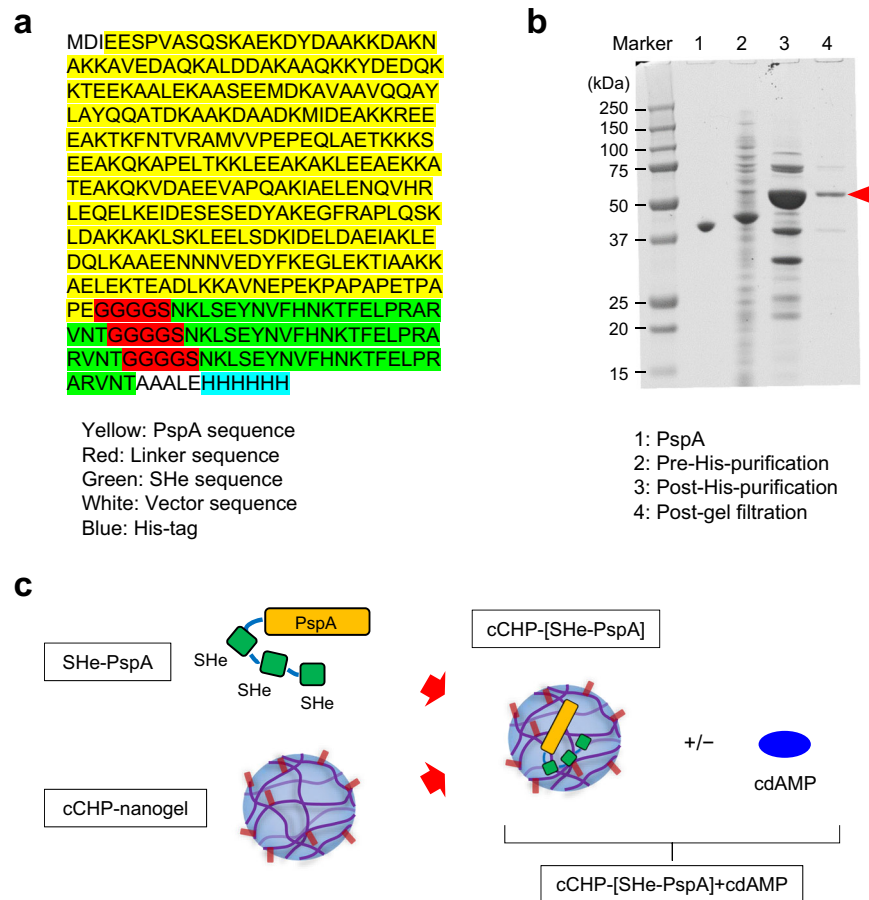 a
MDIEESPVASQSKAEKDYDAAKKDAKN
AKKAVEDAQKALDDAKAAQKKYDEDQK
KTEEKAALEKAASEEMDKAVAAVQQAY
LAYQQATDKAAKDAADKMIDEAKKREE
EAKTKFNTVRAMVVPEPEQLAETKKKS
EEAKQKAPELTKKLEEAKAKLEEAEKKA
TEAKQKVDAEEVAPQAKIAELENQVHR
LEQELKEIDESESEDYAKEGFRAPLQSK
LDAKKAKLSKLEELSDKIDELDAEIAKLE
DQLKAAEENNNVEDYFKEGLEKTIAAKK
AELEKTEADLKKAVNEPEKPAPAPETPA
PEGGGGSNKLSEYNVFHNKTFELPRAR
VNTGGGGSNKLSEYNVFHNKTFELPRA
RVNTGGGGSNKLSEYNVFHNKTFELPR
ARVNTAAALEHHHHHH
Yellow: PspA sequence
Red: Linker sequence
Green: SHe sequence
White: Vector sequence
Blue: His-tag
b
Marker 1 2 3 4
(kDa)
250
150
100
75
50
37
25
20
15
1: PspA
2: Pre-His-purification
3: Post-His-purification
4: Post-gel filtration
c
SHe-PspA
PspA
SHe
SHe
SHe
cCHP-nanogel
cCHP-[SHe-PspA]
+/−
cdAMP
cCHP-[SHe-PspA]+cdAMP